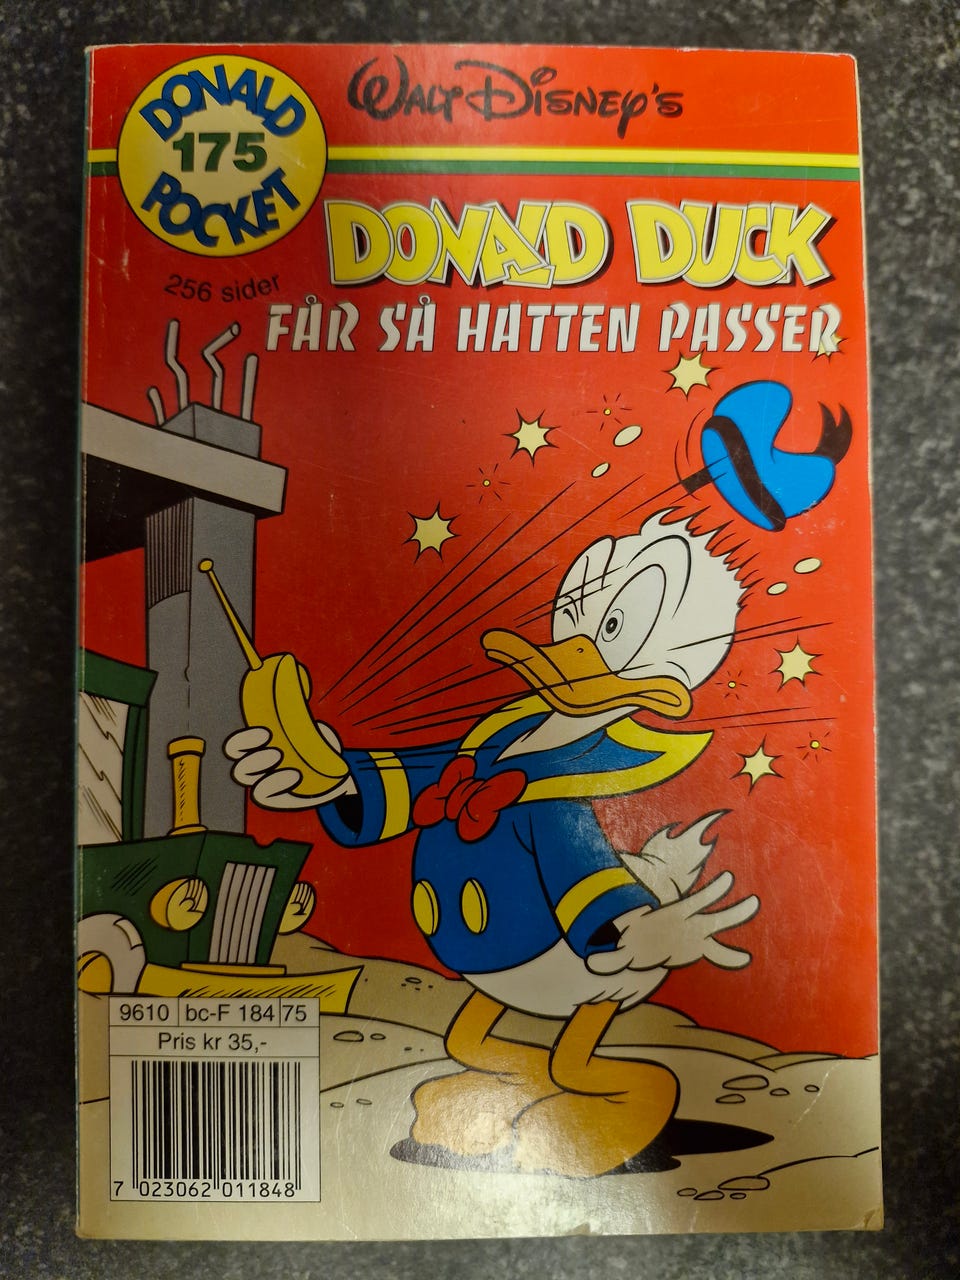 DONALD
175
POCKET
WALT DISNEY'S
DONALD DUCK
256 sider
FÅR SÅ HATTEN PASSER
9610 bc-F 184 75
Pris kr 35,-
7 023062 011848